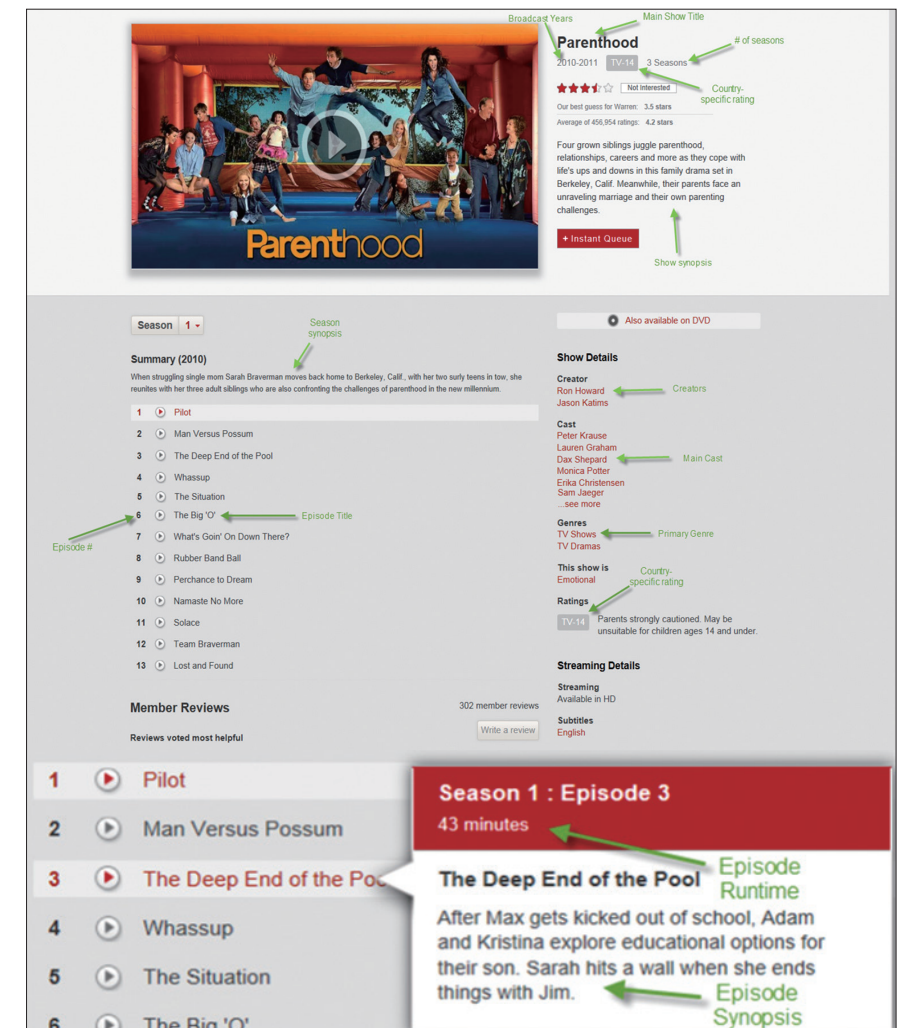 Broadcast Years
Main Show Title
Parenthood
# of seasons
2010-2011 TV-14 3 Seasons
Not Interested
Country-
specific rating
Our best guess for Warren: 3.5 stars
Average of 456,954 ratings: 4.2 stars
Four grown siblings juggle parenthood,
relationships, careers and more as they cope with
life's ups and downs in this family drama set in
Berkeley, Calif. Meanwhile, their parents face an
unraveling marriage and their own parenting
challenges.
+ Instant Queue
Show synopsis
Parenthood
Season 1
Season
synopsis
Also available on DVD
Summary (2010)
When struggling single mom Sarah Braverman moves back home to Berkeley, Calif., with her two surly teens in tow, she
reunites with her three adult siblings who are also confronting the challenges of parenthood in the new millennium.
1 Pilot
2 Man Versus Possum
3 The Deep End of the Pool
4 Whassup
5 The Situation
6 The Big 'O'
Episode Title
Episode #
7 What's Goin' On Down There?
8 Rubber Band Ball
9 Perchance to Dream
10 Namaste No More
11 Solace
12 Team Braverman
13 Lost and Found
Member Reviews
302 member reviews
Write a review
Reviews voted most helpful
Show Details
Creator
Ron Howard
Creators
Jason Katims
Cast
Peter Krause
Lauren Graham
Dax Shepard
Main Cast
Monica Potter
Erika Christensen
Sam Jaeger
...see more
Genres
TV Shows
Primary Genre
TV Dramas
This show is
Emotional
Country-
specific rating
Ratings
TV-14
Parents strongly cautioned. May be
unsuitable for children ages 14 and under.
Streaming Details
Streaming
Available in HD
Subtitles
English
1 Pilot
2 Man Versus Possum
3 The Deep End of the Poo
4 Whassup
5 The Situation
6 The Big 'O'
Season 1 : Episode 3
43 minutes
Episode
Runtime
The Deep End of the Pool
After Max gets kicked out of school, Adam
and Kristina explore educational options for
their son. Sarah hits a wall when she ends
things with Jim.
Episode
Synopsis